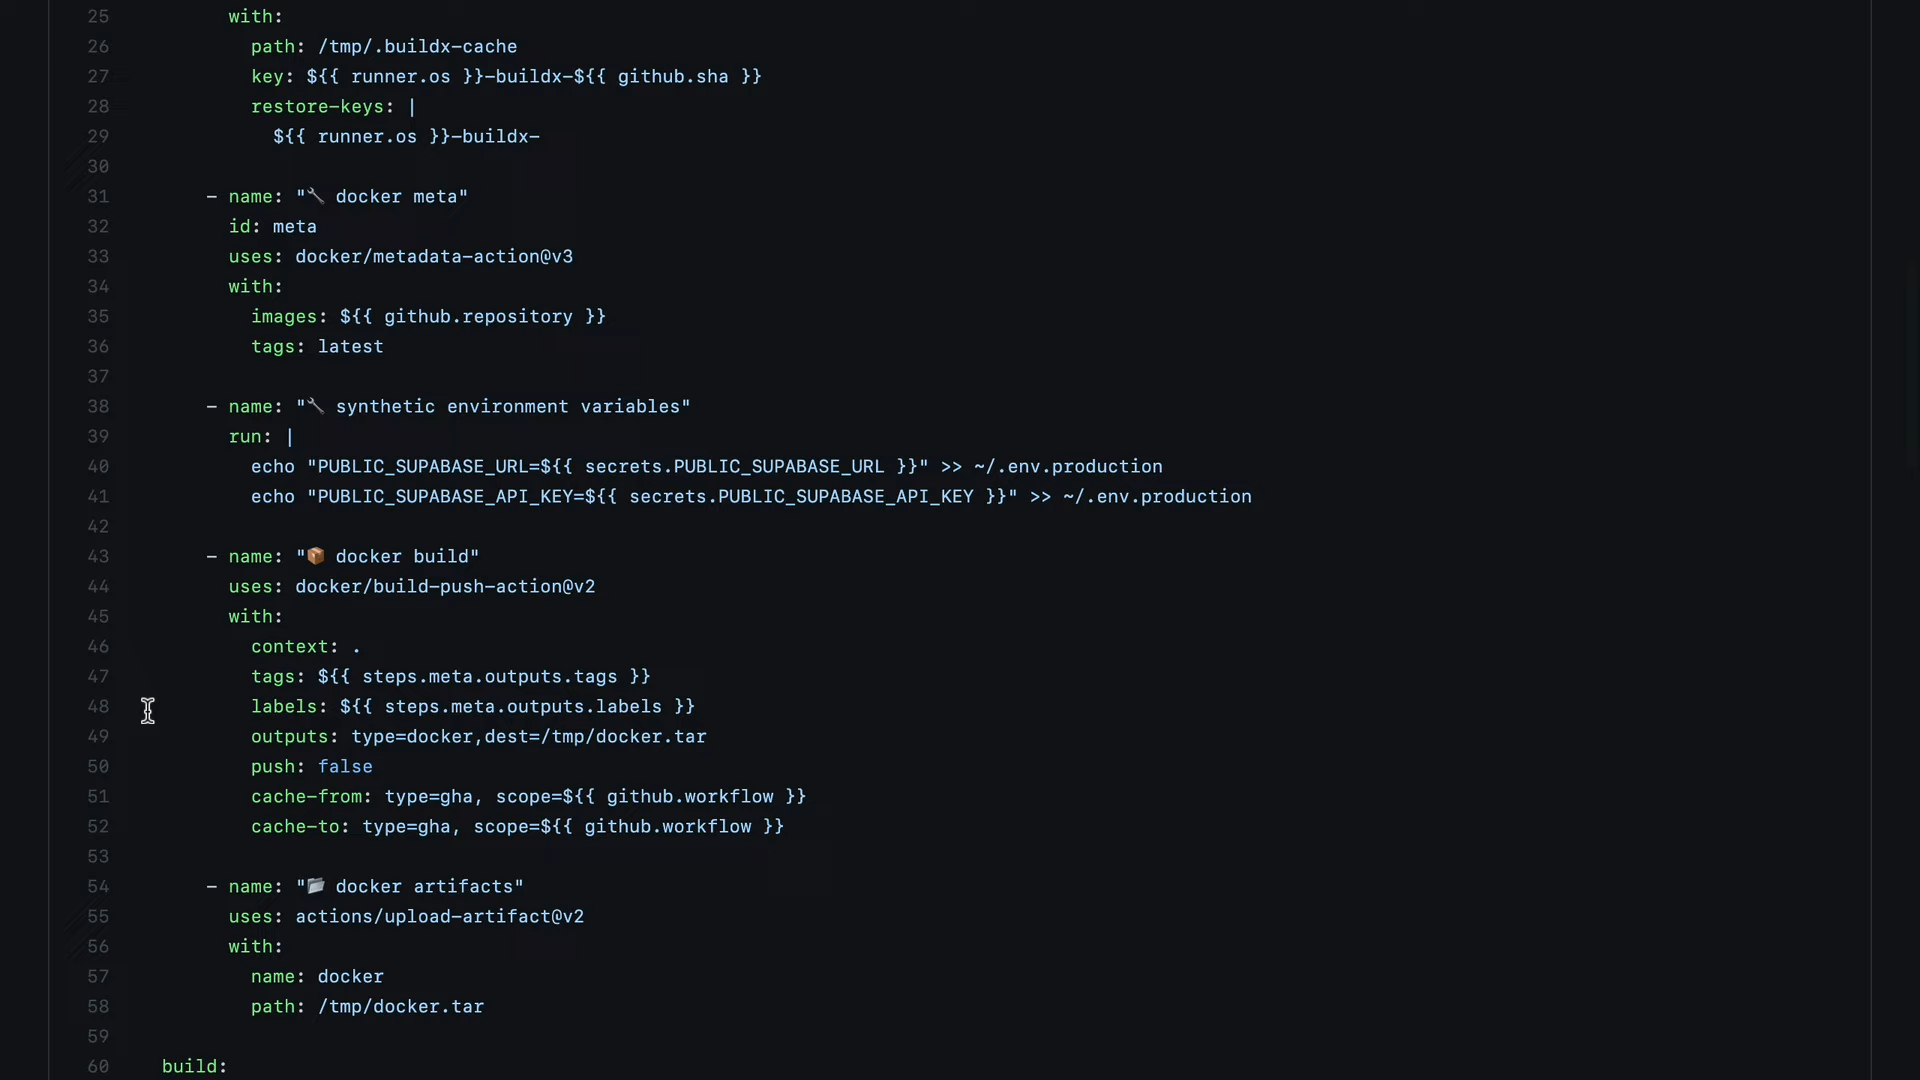 25 with:
26 path: /tmp/.buildx-cache
27 key: ${{ runner.os }}-buildx-${{ github.sha }}
28 restore-keys: |
29 ${{ runner.os }}-buildx-
30
31 - name: "🔧 docker meta"
32 id: meta
33 uses: docker/metadata-action@v3
34 with:
35 images: ${{ github.repository }}
36 tags: latest
37
38 - name: "🔧 synthetic environment variables"
39 run: |
40 echo "PUBLIC_SUPABASE_URL=${{ secrets.PUBLIC_SUPABASE_URL }}" >> ~/.env.production
41 echo "PUBLIC_SUPABASE_API_KEY=${{ secrets.PUBLIC_SUPABASE_API_KEY }}" >> ~/.env.production
42
43 - name: "📦 docker build"
44 uses: docker/build-push-action@v2
45 with:
46 context: .
47 tags: ${{ steps.meta.outputs.tags }}
48 labels: ${{ steps.meta.outputs.labels }}
49 outputs: type=docker,dest=/tmp/docker.tar
50 push: false
51 cache-from: type=gha, scope=${{ github.workflow }}
52 cache-to: type=gha, scope=${{ github.workflow }}
53
54 - name: "📂 docker artifacts"
55 uses: actions/upload-artifact@v2
56 with:
57 name: docker
58 path: /tmp/docker.tar
59
60 build: